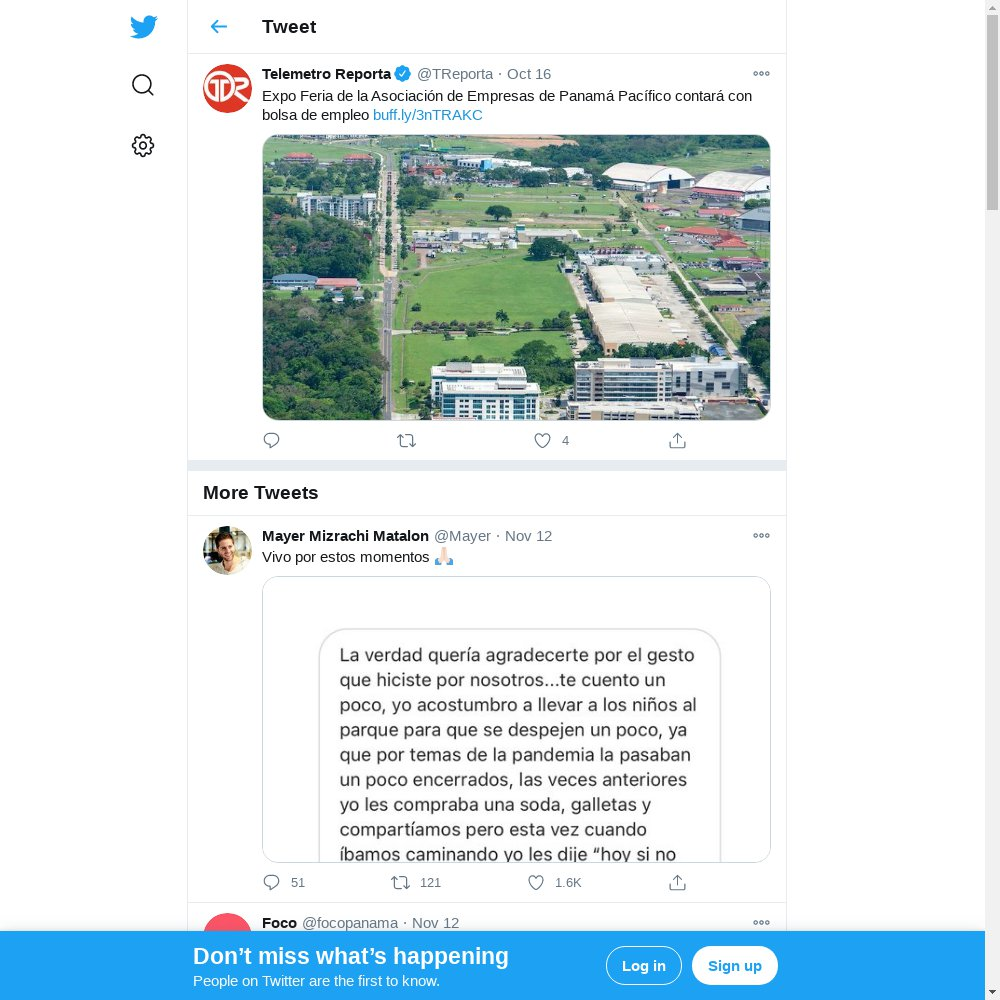 Tweet
TDR
Telemetro Reporta @TReporta · Oct 16
Expo Feria de la Asociación de Empresas de Panamá Pacífico contará con
bolsa de empleo buff.ly/3nTRAKC
4
More Tweets
Mayer Mizrachi Matalon @Mayer · Nov 12
Vivo por estos momentos 🙏🏻
La verdad quería agradecerte por el gesto
que hiciste por nosotros...te cuento un
poco, yo acostumbro a llevar a los niños al
parque para que se despejen un poco, ya
que por temas de la pandemia la pasaban
un poco encerrados, las veces anteriores
yo les compraba una soda, galletas y
compartíamos pero esta vez cuando
íbamos caminando yo les dije “hoy si no
51 121 1.6K
Foco @focopanama · Nov 12
Don’t miss what’s happening
People on Twitter are the first to know.
Log in
Sign up